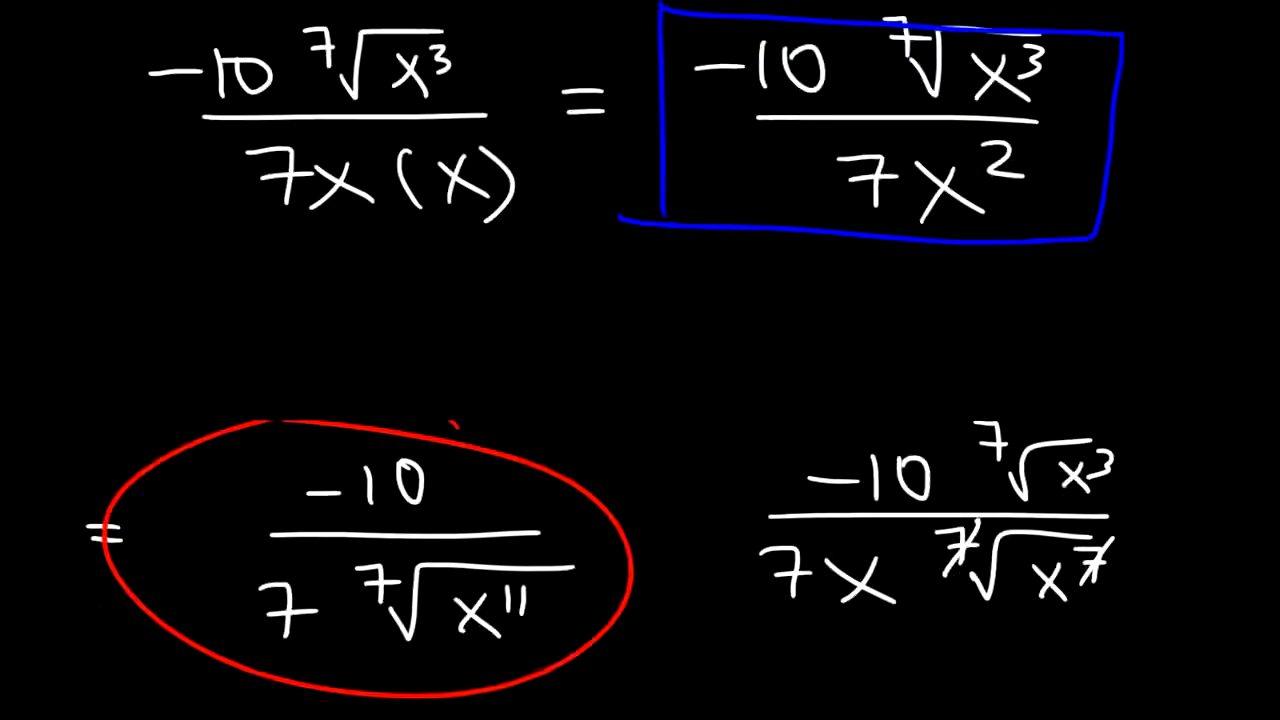 -10 ⁷√x³ / 7x(x) = -10 ⁷√x³ / 7x²
= -10 / 7 ⁷√x¹¹
-10 ⁷√x³ / 7x ⁷√x⁷